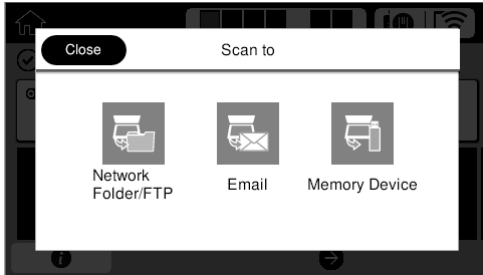 Close
Scan to
Network
Folder/FTP
Email
Memory Device
i